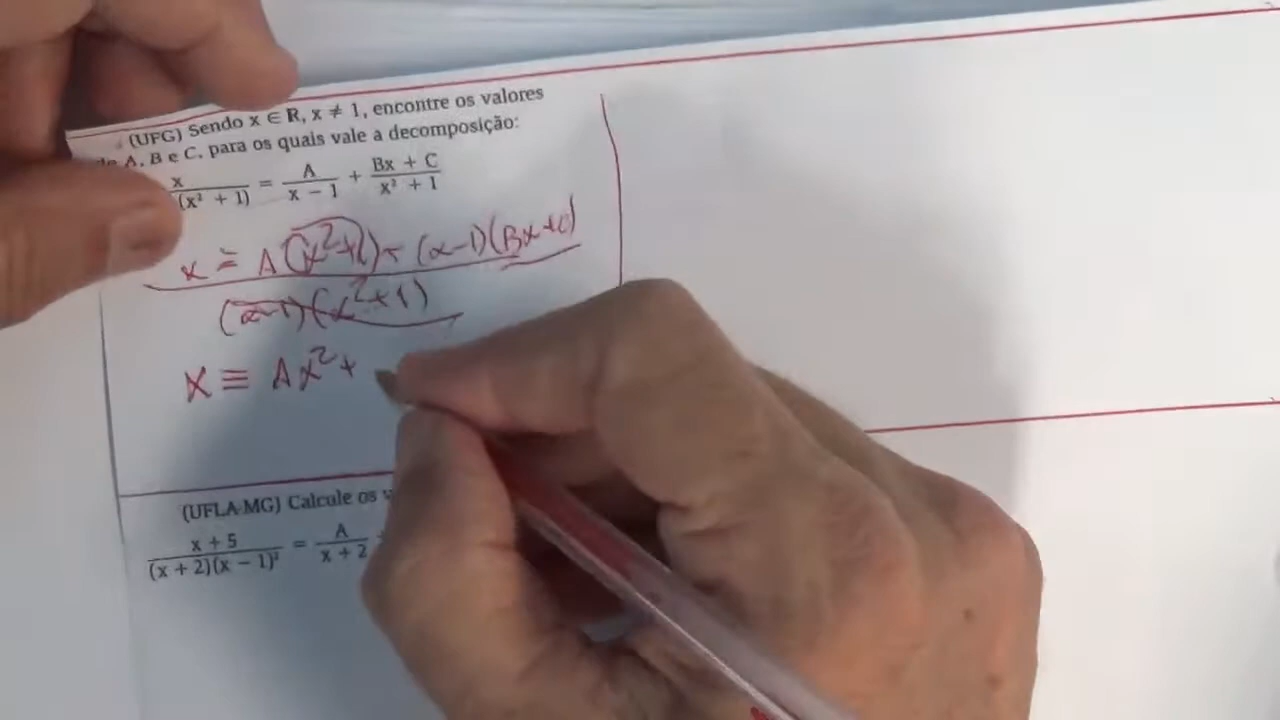 (UFG) Sendo x ∈ R, x ≠ 1, encontre os valores
A, B e C, para os quais vale a decomposição:
x/(x² + 1) = A/(x − 1) + (Bx + C)/(x² + 1)
x = A(x²+1) + (x−1)(Bx+C)
(x−1)(x²+1)
x ≡ Ax² +
(UFLA-MG) Calcule os
(x + 5)/((x + 2)(x − 1)²) = A/(x + 2)